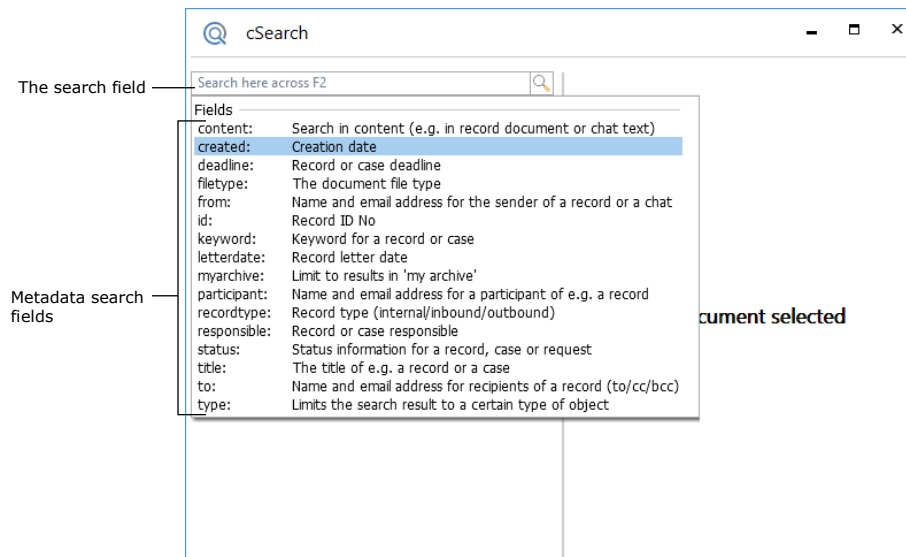 cSearch
The search field
Search here across F2
Fields
content: Search in content (e.g. in record document or chat text)
created: Creation date
deadline: Record or case deadline
filetype: The document file type
from: Name and email address for the sender of a record or a chat
id: Record ID No
keyword: Keyword for a record or case
letterdate: Record letter date
myarchive: Limit to results in 'my archive'
participant: Name and email address for a participant of e.g. a record
recordtype: Record type (internal/inbound/outbound)
responsible: Record or case responsible
status: Status information for a record, case or request
title: The title of e.g. a record or a case
to: Name and email address for recipients of a record (to/cc/bcc)
type: Limits the search result to a certain type of object
Metadata search
fields
cument selected